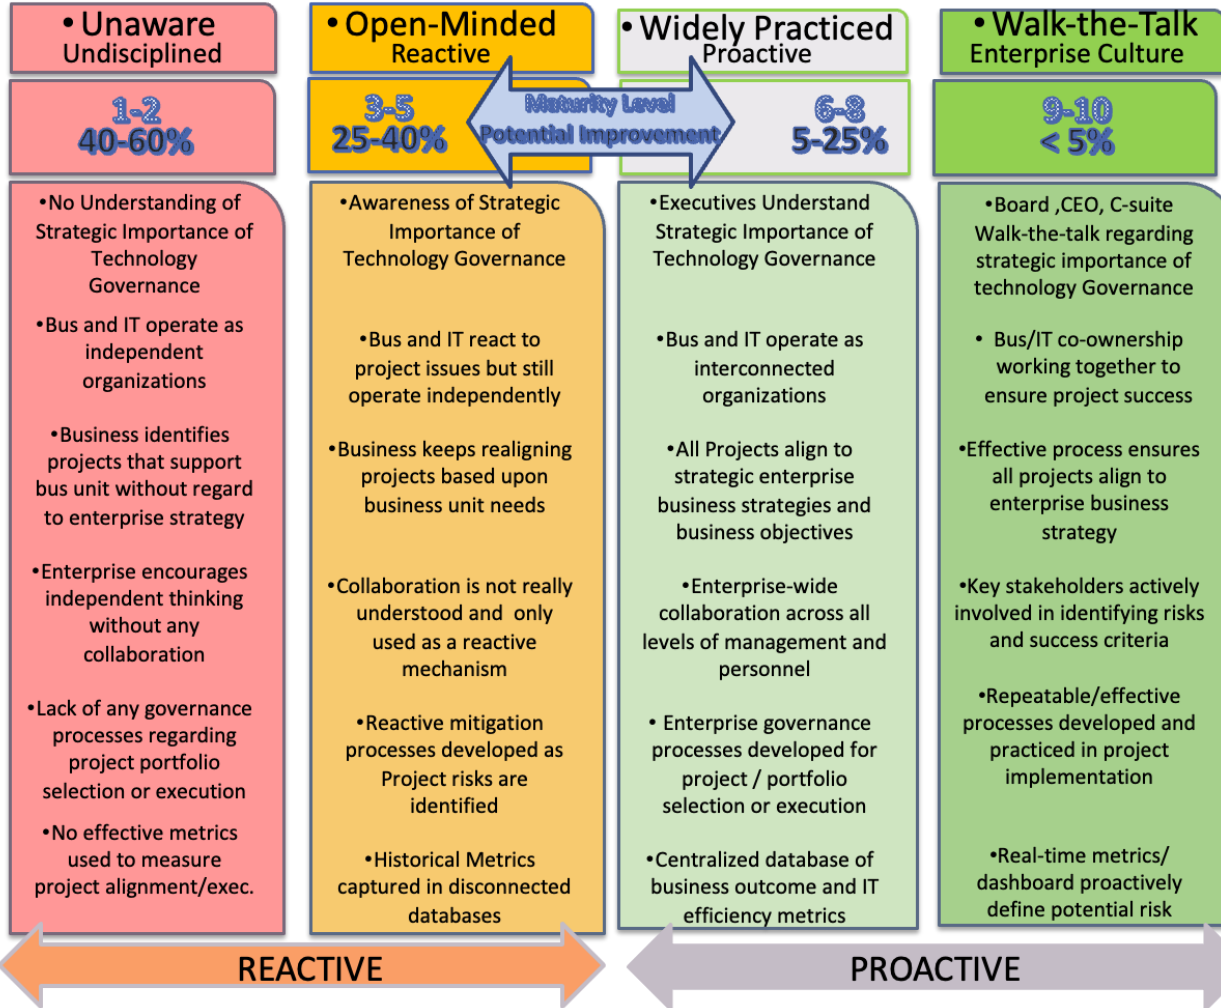 • Unaware
Undisciplined
1-2
40-60%
•No Understanding of
Strategic Importance of
Technology
Governance
•Bus and IT operate as
independent
organizations
•Business identifies
projects that support
bus unit without regard
to enterprise strategy
•Enterprise encourages
independent thinking
without any
collaboration
•Lack of any governance
processes regarding
project portfolio
selection or execution
•No effective metrics
used to measure
project alignment/exec.
• Open-Minded
Reactive
3-5
25-40%
Maturity Level
Potential Improvement
•Awareness of Strategic
Importance of
Technology Governance
•Bus and IT react to
project issues but still
operate independently
•Business keeps realigning
projects based upon
business unit needs
•Collaboration is not really
understood and only
used as a reactive
mechanism
•Reactive mitigation
processes developed as
Project risks are
identified
•Historical Metrics
captured in disconnected
databases
• Widely Practiced
Proactive
6-8
5-25%
•Executives Understand
Strategic Importance of
Technology Governance
•Bus and IT operate as
interconnected
organizations
•All Projects align to
strategic enterprise
business strategies and
business objectives
•Enterprise-wide
collaboration across all
levels of management and
personnel
• Enterprise governance
processes developed for
project / portfolio
selection or execution
•Centralized database of
business outcome and IT
efficiency metrics
• Walk-the-Talk
Enterprise Culture
9-10
< 5%
•Board ,CEO, C-suite
Walk-the-talk regarding
strategic importance of
technology Governance
• Bus/IT co-ownership
working together to
ensure project success
•Effective process ensures
all projects align to
enterprise business
strategy
•Key stakeholders actively
involved in identifying risks
and success criteria
•Repeatable/effective
processes developed and
practiced in project
implementation
•Real-time metrics/
dashboard proactively
define potential risk
REACTIVE
PROACTIVE